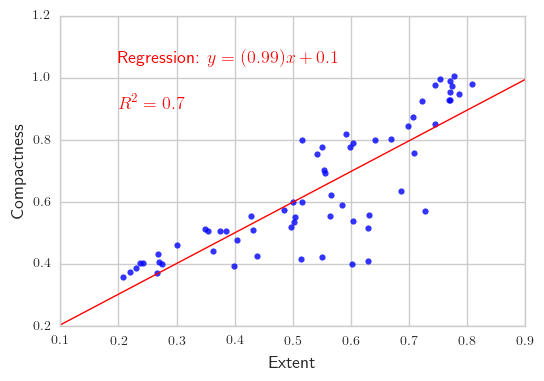 1.2
1.0
0.8
0.6
0.4
0.2
Compactness
Regression: y = (0.99)x + 0.1
R² = 0.7
0.1 0.2 0.3 0.4 0.5 0.6 0.7 0.8 0.9
Extent